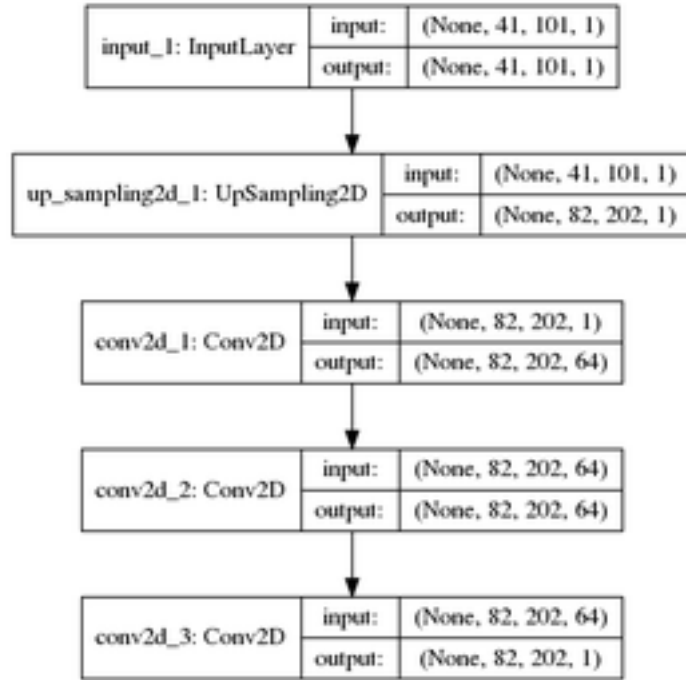 input_1: InputLayer
input: (None, 41, 101, 1)
output: (None, 41, 101, 1)
up_sampling2d_1: UpSampling2D
input: (None, 41, 101, 1)
output: (None, 82, 202, 1)
conv2d_1: Conv2D
input: (None, 82, 202, 1)
output: (None, 82, 202, 64)
conv2d_2: Conv2D
input: (None, 82, 202, 64)
output: (None, 82, 202, 64)
conv2d_3: Conv2D
input: (None, 82, 202, 64)
output: (None, 82, 202, 1)